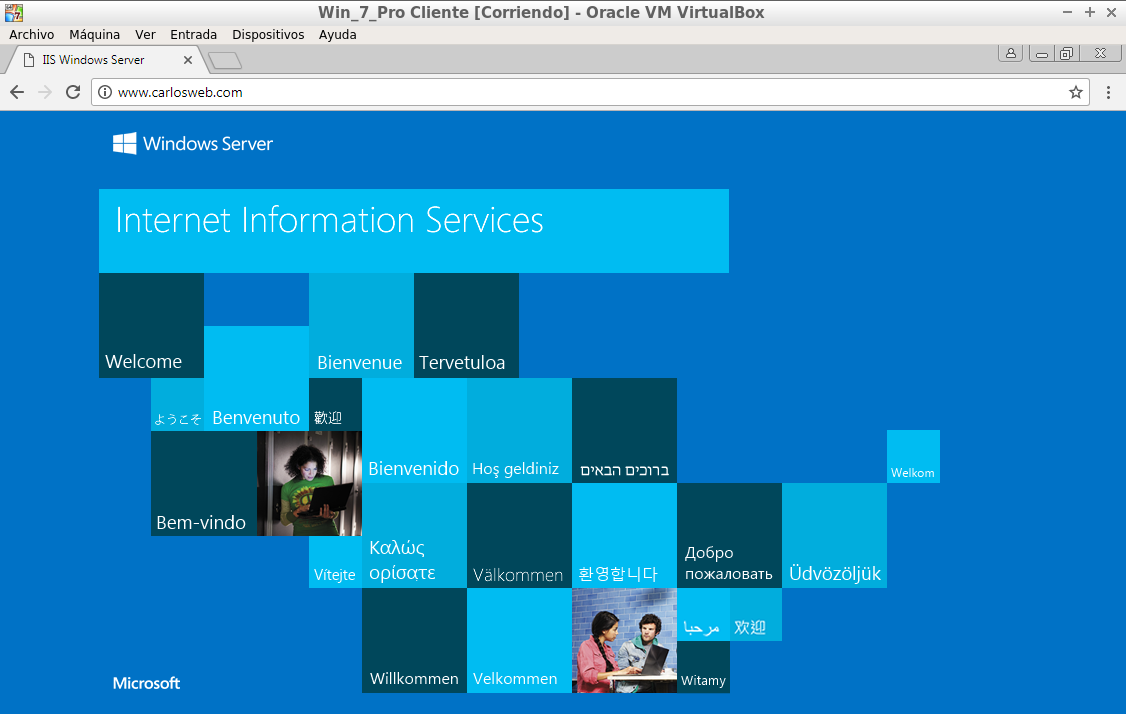 Win_7_Pro Cliente [Corriendo] - Oracle VM VirtualBox
Archivo Máquina Ver Entrada Dispositivos Ayuda
IIS Windows Server
www.carlosweb.com
Windows Server
Internet Information Services
Welcome
Bienvenue
Tervetuloa
ようこそ
Benvenuto
歡迎
Bienvenido
Hoş geldiniz
ברוכים הבאים
Welkom
Bem-vindo
Vítejte
Καλώς
ορίσατε
Välkommen
환영합니다
Добро
пожаловать
Üdvözöljük
مرحبا
欢迎
Willkommen
Velkommen
Witamy
Microsoft